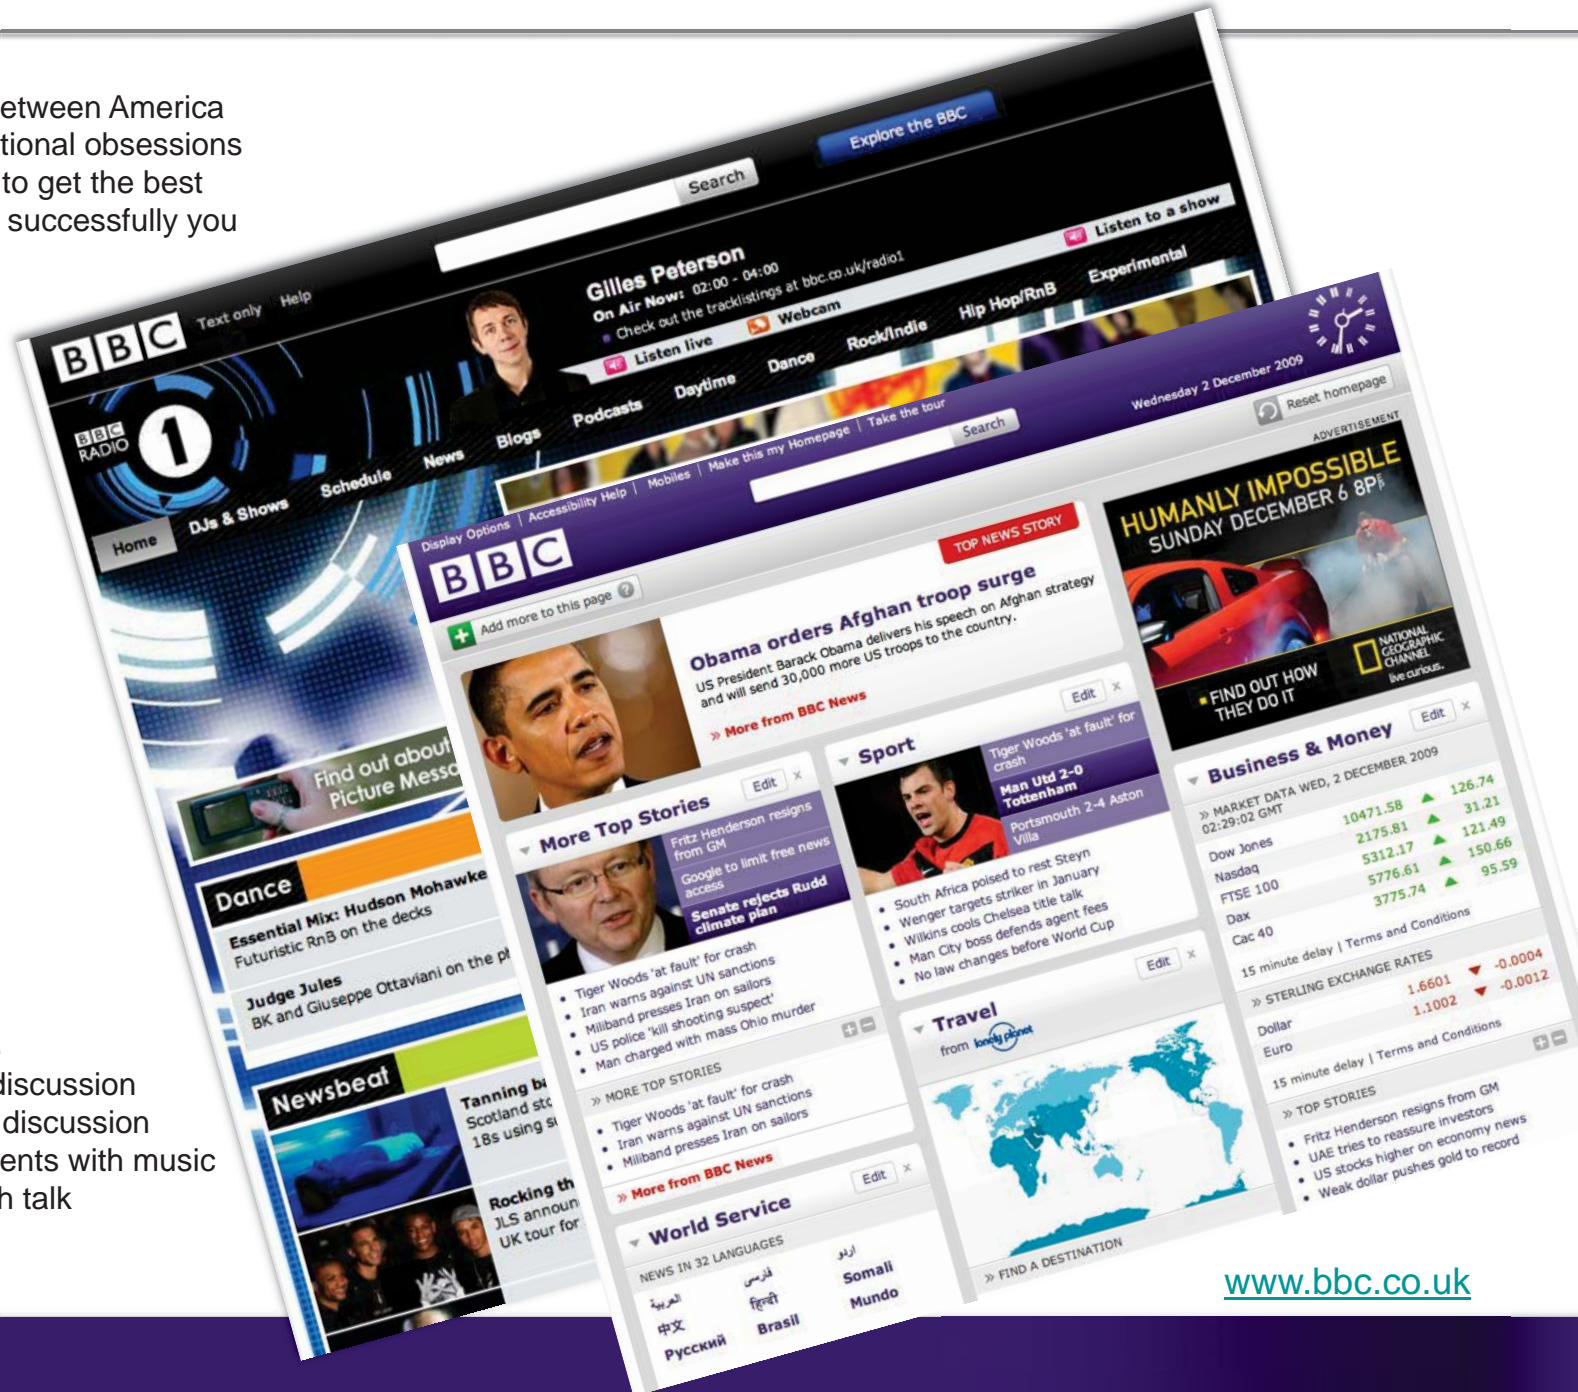 etween America
tional obsessions
to get the best
successfully you
discussion
discussion
ents with music
h talk
Explore the BBC
Search
BBC
Text only
Help
Gilles Peterson
On Air Now: 02:00 - 04:00
Check out the tracklistings at bbc.co.uk/radio1
Listen live
Webcam
Listen to a show
BBC
RADIO
1
Home
DJs & Shows
Schedule
News
Blogs
Podcasts
Daytime
Dance
Rock/Indie
Hip Hop/RnB
Experimental
Find out about
Picture Messa
Dance
Essential Mix: Hudson Mohawke
Futuristic RnB on the decks
Judge Jules
BK and Giuseppe Ottaviani on the ph
Newsbeat
Tanning ba
Scotland sto
18s using su
Rocking th
JLS announ
UK tour for
Display Options | Accessibility Help | Mobiles | Make this my Homepage | Take the tour
BBC
Search
Wednesday 2 December 2009
Reset homepage
Add more to this page ?
TOP NEWS STORY
Obama orders Afghan troop surge
US President Barack Obama delivers his speech on Afghan strategy
and will send 30,000 more US troops to the country.
» More from BBC News
More Top Stories
Edit x
Fritz Henderson resigns
from GM
Google to limit free news
access
Senate rejects Rudd
climate plan
• Tiger Woods 'at fault' for crash
• Iran warns against UN sanctions
• Miliband presses Iran on sailors
• US police 'kill shooting suspect'
• Man charged with mass Ohio murder
» MORE TOP STORIES
• Tiger Woods 'at fault' for crash
• Iran warns against UN sanctions
• Miliband presses Iran on sailors
» More from BBC News
World Service
Edit x
NEWS IN 32 LANGUAGES
العربية
فارسی
اردو
中文
हिन्दी
Somali
Русский
Brasil
Mundo
Sport
Edit x
Tiger Woods 'at fault' for
crash
Man Utd 2-0
Tottenham
Portsmouth 2-4 Aston
Villa
• South Africa poised to rest Steyn
• Wenger targets striker in January
• Wilkins cools Chelsea title talk
• Man City boss defends agent fees
• No law changes before World Cup
Travel
Edit x
from lonely planet
» FIND A DESTINATION
ADVERTISEMENT
HUMANLY IMPOSSIBLE
SUNDAY DECEMBER 6 8P
FIND OUT HOW
THEY DO IT
NATIONAL
GEOGRAPHIC
CHANNEL
live curious.
Business & Money
Edit x
» MARKET DATA WED, 2 DECEMBER 2009
02:29:02 GMT
Dow Jones 10471.58 ▲ 126.74
Nasdaq 2175.81 ▲ 31.21
FTSE 100 5312.17 ▲ 121.49
Dax 5776.61 ▲ 150.66
Cac 40 3775.74 ▲ 95.59
15 minute delay | Terms and Conditions
» STERLING EXCHANGE RATES
Dollar 1.6601 ▼ -0.0004
Euro 1.1002 ▼ -0.0012
15 minute delay | Terms and Conditions
» TOP STORIES
• Fritz Henderson resigns from GM
• UAE tries to reassure investors
• US stocks higher on economy news
• Weak dollar pushes gold to record
www.bbc.co.uk